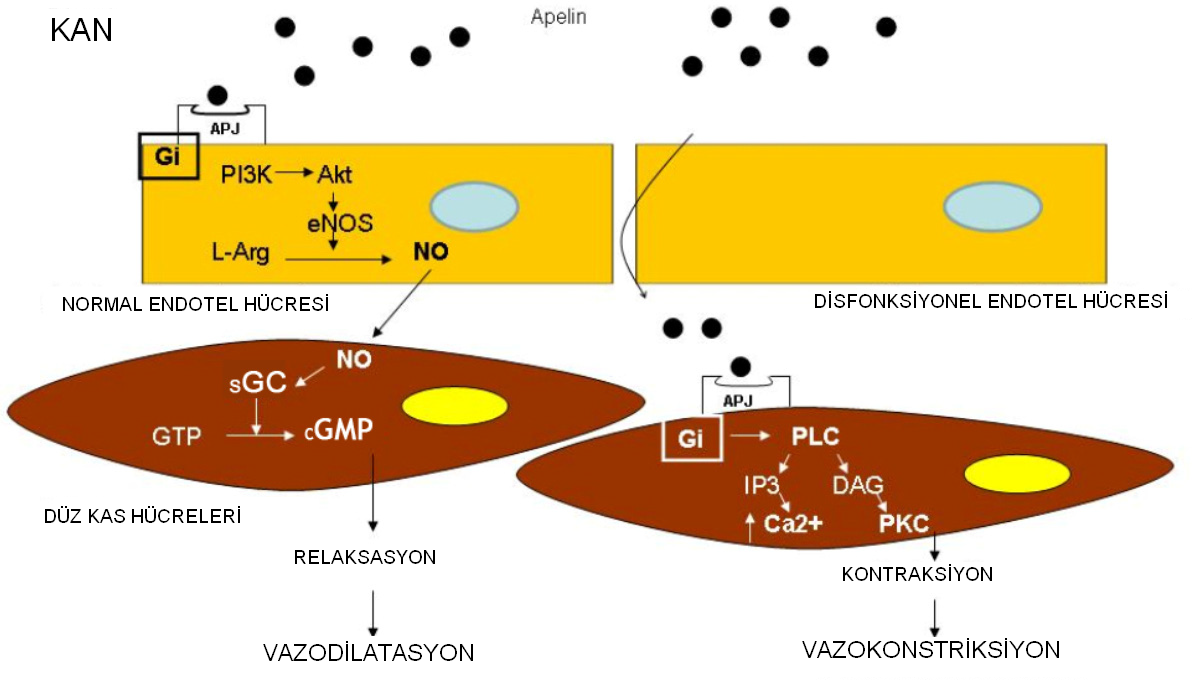 KAN
Apelin
APJ
Gi
PI3K
Akt
eNOS
L-Arg
NO
NORMAL ENDOTEL HÜCRESİ
DİSFONKSİYONEL ENDOTEL HÜCRESİ
NO
sGC
GTP
cGMP
DÜZ KAS HÜCRELERİ
RELAKSASYON
VAZODİLATASYON
APJ
Gi
PLC
IP3
DAG
Ca2+
PKC
KONTRAKSİYON
VAZOKONSTRİKSİYON